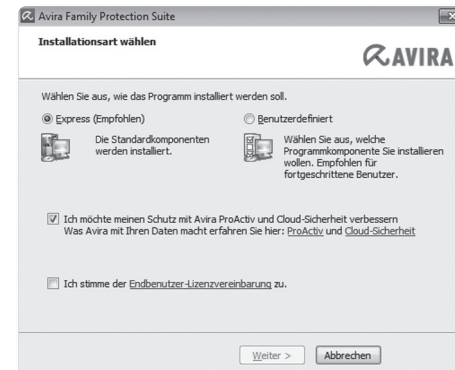 Avira Family Protection Suite
Installationsart wählen
AVIRA
Wählen Sie aus, wie das Programm installiert werden soll.
Express (Empfohlen)
Die Standardkomponenten
werden installiert.
Benutzerdefiniert
Wählen Sie aus, welche
Programmkomponente Sie installieren
wollen. Empfohlen für
fortgeschrittene Benutzer.
Ich möchte meinen Schutz mit Avira ProActiv und Cloud-Sicherheit verbessern
Was Avira mit Ihren Daten macht erfahren Sie hier: ProActiv und Cloud-Sicherheit
Ich stimme der Endbenutzer-Lizenzvereinbarung zu.
Weiter >
Abbrechen